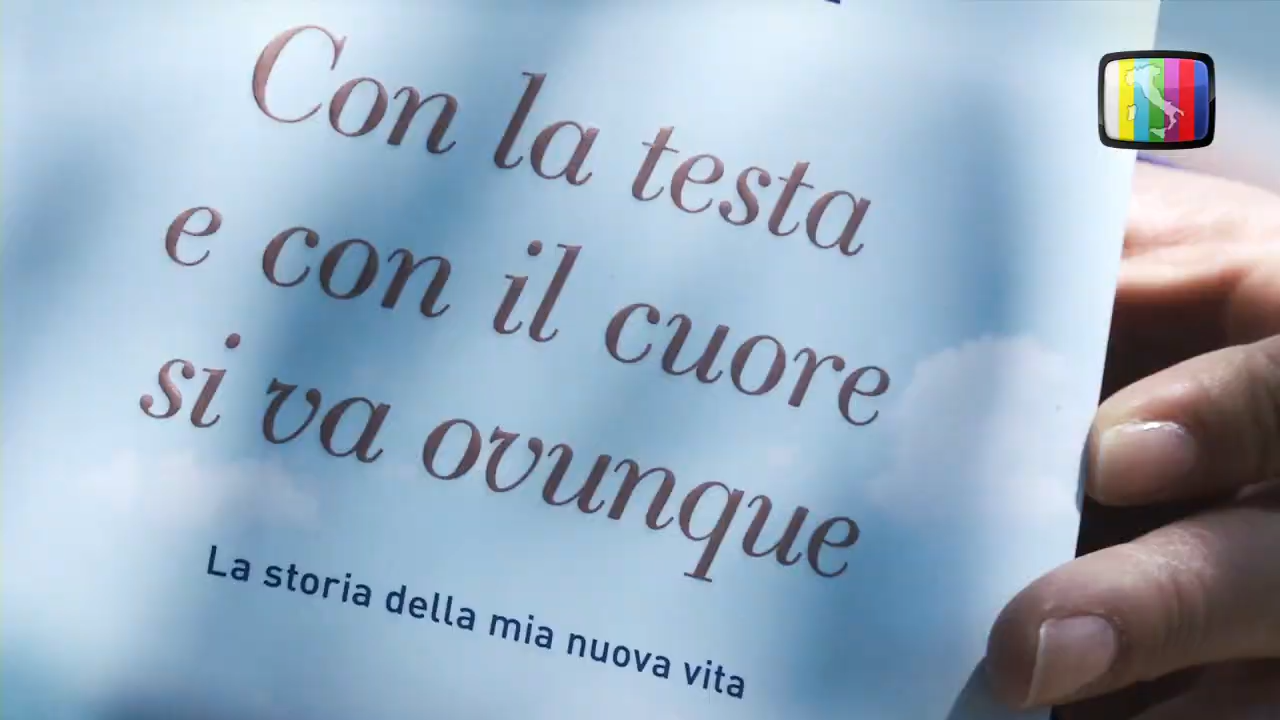 Con la testa
e con il cuore
si va ovunque
La storia della mia nuova vita